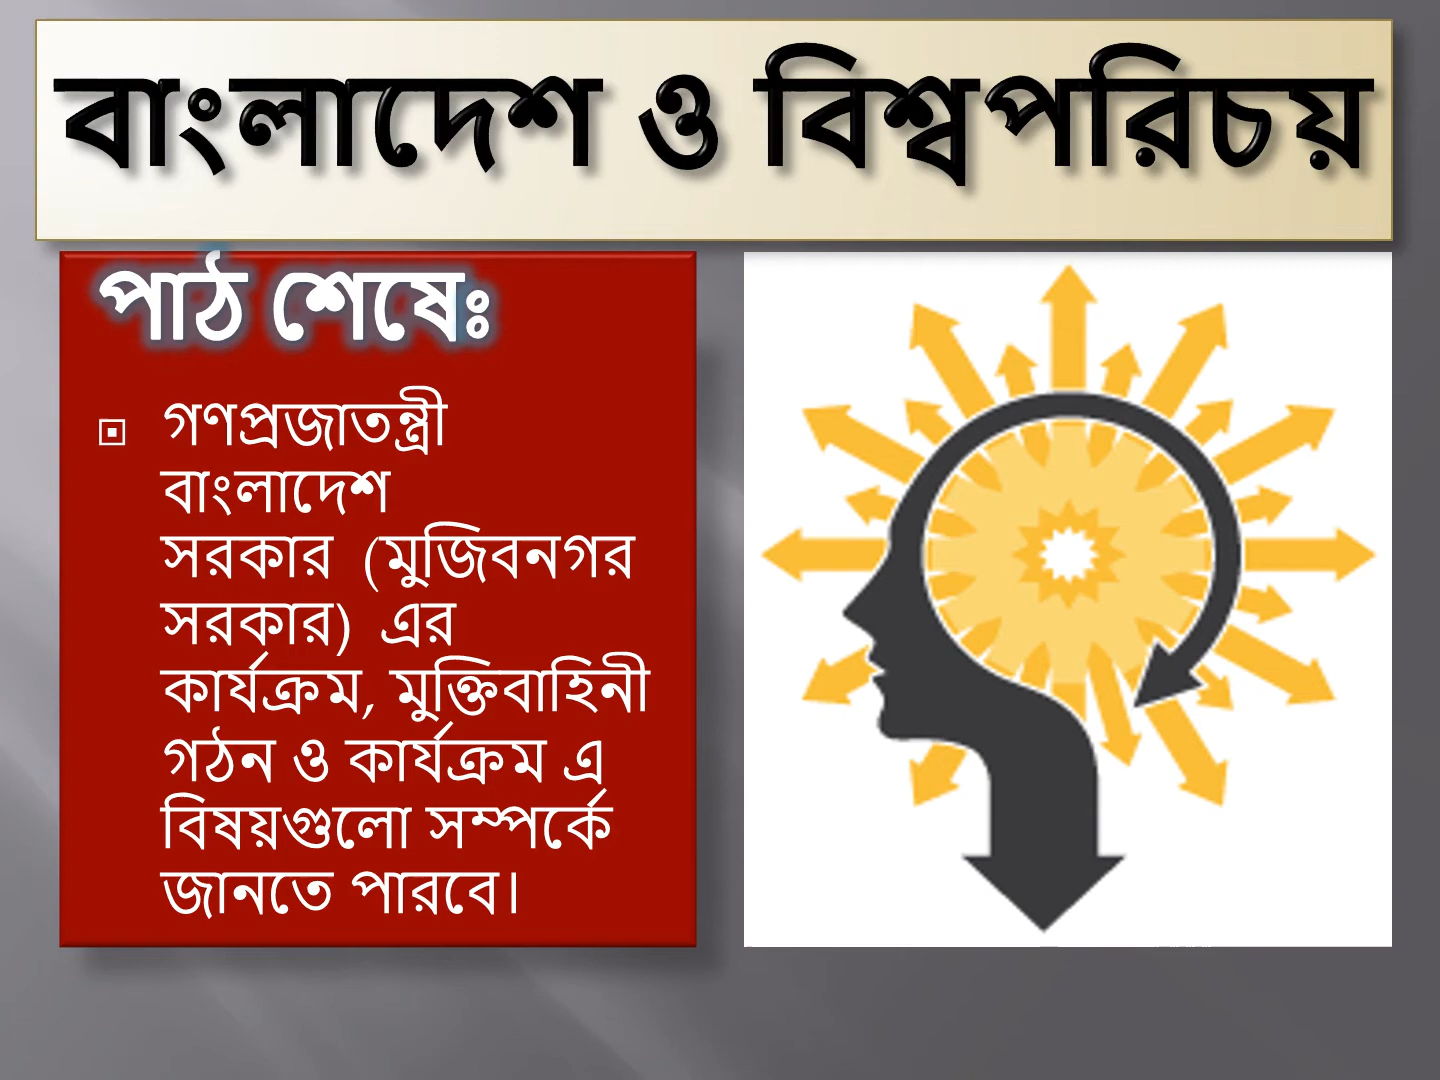 বাংলাদেশ ও বিশ্বপরিচয়
পাঠ শেষেঃ
গণপ্রজাতন্ত্রী
বাংলাদেশ
সরকার (মুজিবনগর
সরকার) এর
কার্যক্রম, মুক্তিবাহিনী
গঠন ও কার্যক্রম এ
বিষয়গুলো সম্পর্কে
জানতে পারবে।